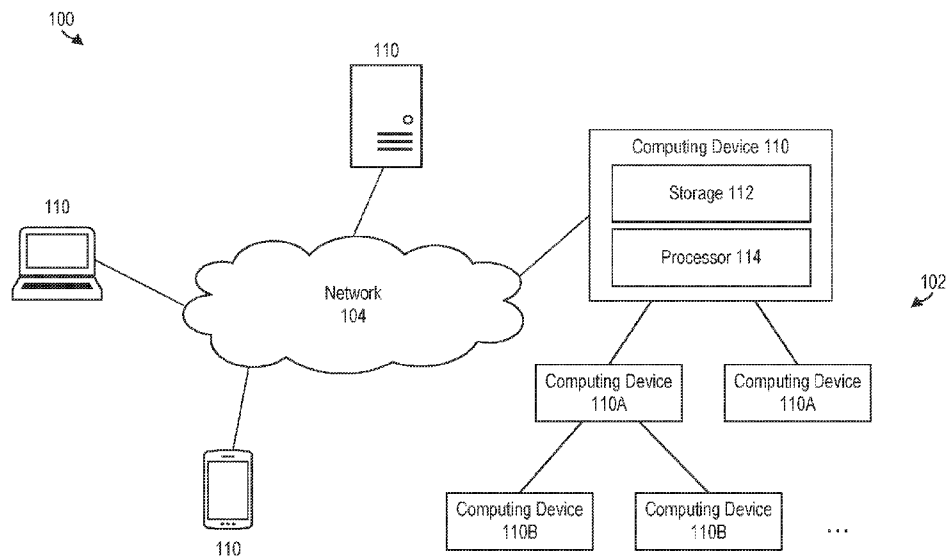 100
110
Computing Device 110
Storage 112
110
Processor 114
102
Network
104
Computing Device
110A
Computing Device
110A
Computing Device
110B
Computing Device
110B
...
110